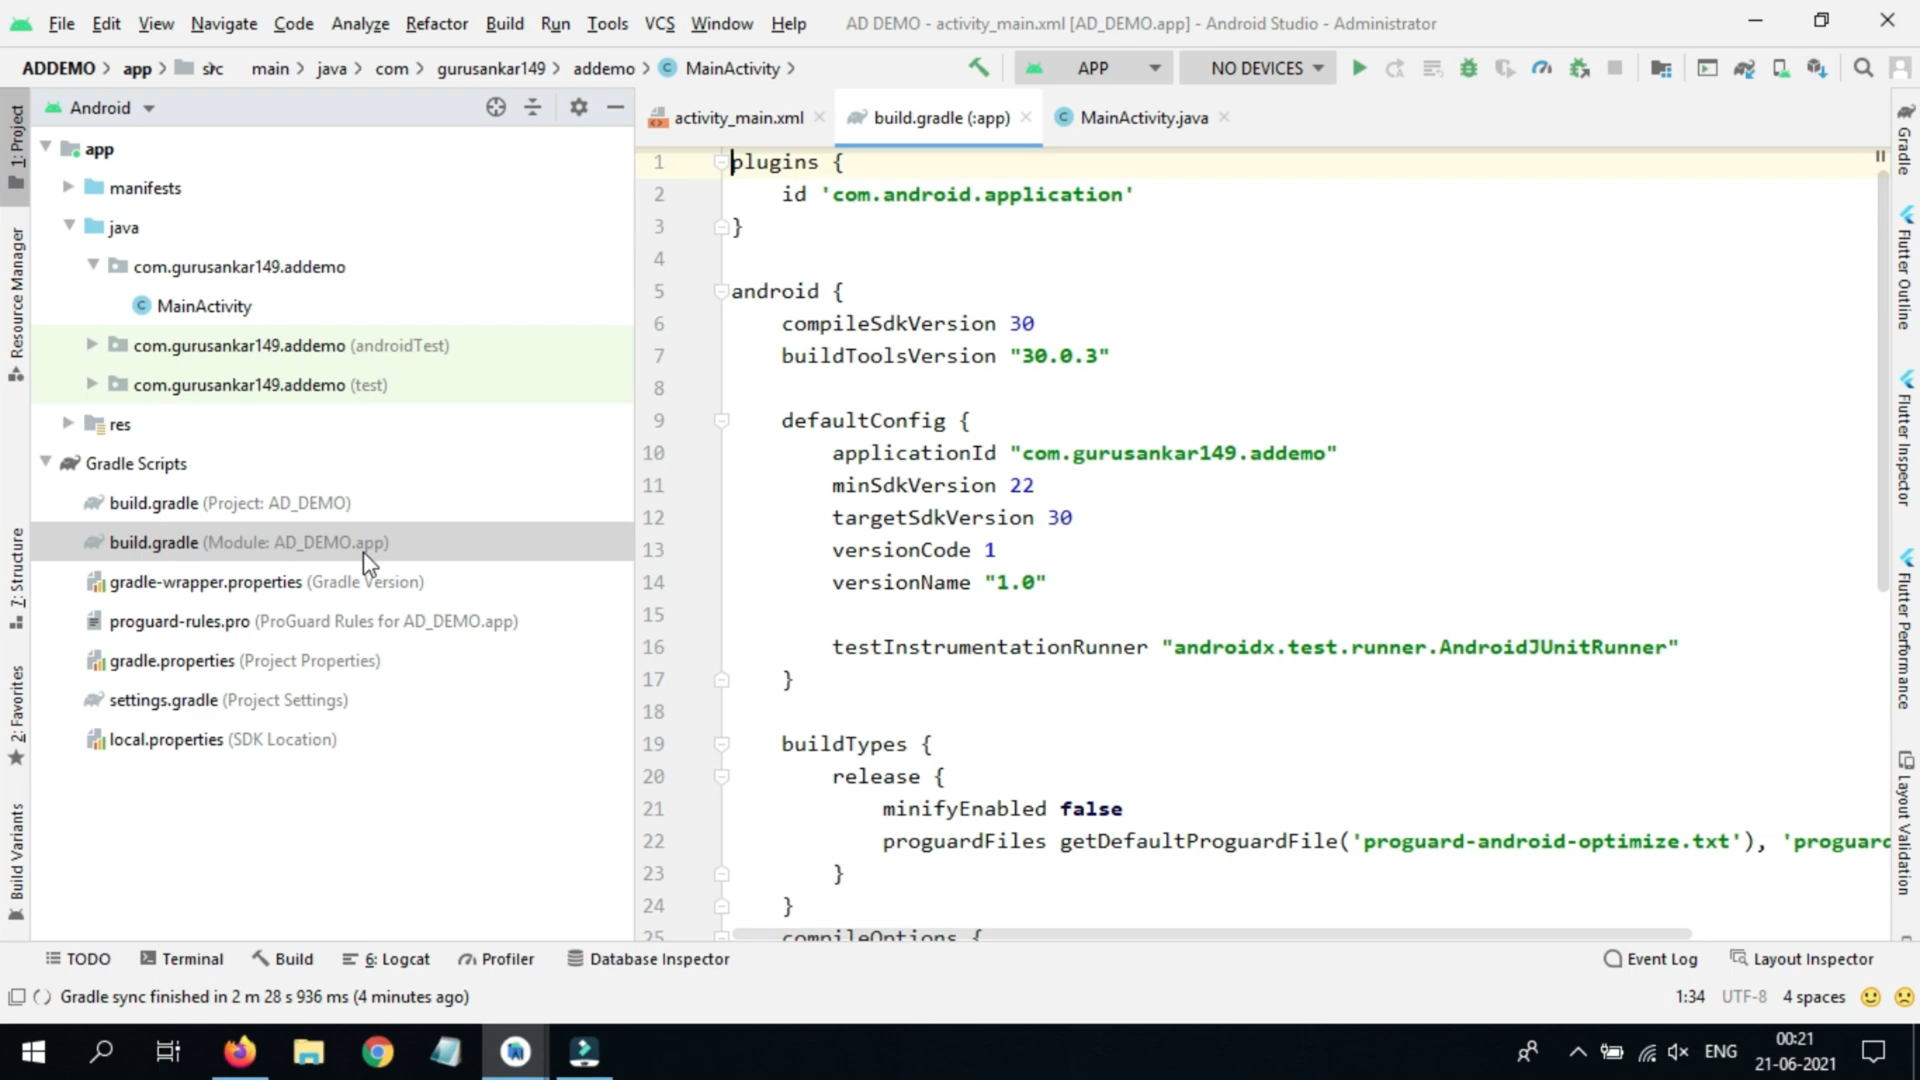 File Edit View Navigate Code Analyze Refactor Build Run Tools VCS Window Help AD DEMO - activity_main.xml [AD_DEMO.app] - Android Studio - Administrator
ADDEMO app src main java com gurusankar149 addemo MainActivity APP NO DEVICES
Android
app
manifests
java
com.gurusankar149.addemo
MainActivity
com.gurusankar149.addemo (androidTest)
com.gurusankar149.addemo (test)
res
Gradle Scripts
build.gradle (Project: AD_DEMO)
build.gradle (Module: AD_DEMO.app)
gradle-wrapper.properties (Gradle Version)
proguard-rules.pro (ProGuard Rules for AD_DEMO.app)
gradle.properties (Project Properties)
settings.gradle (Project Settings)
local.properties (SDK Location)
1: Project
Resource Manager
7: Structure
2: Favorites
Build Variants
activity_main.xml build.gradle (:app) MainActivity.java
1 plugins {
2 id 'com.android.application'
3 }
4
5 android {
6 compileSdkVersion 30
7 buildToolsVersion "30.0.3"
8
9 defaultConfig {
10 applicationId "com.gurusankar149.addemo"
11 minSdkVersion 22
12 targetSdkVersion 30
13 versionCode 1
14 versionName "1.0"
15
16 testInstrumentationRunner "androidx.test.runner.AndroidJUnitRunner"
17 }
18
19 buildTypes {
20 release {
21 minifyEnabled false
22 proguardFiles getDefaultProguardFile('proguard-android-optimize.txt'), 'proguard
23 }
24 }
25 compileOptions {
Gradle
Flutter Outline
Flutter Inspector
Flutter Performance
Layout Validation
TODO Terminal Build 6: Logcat Profiler Database Inspector Event Log Layout Inspector
Gradle sync finished in 2 m 28 s 936 ms (4 minutes ago) 1:34 UTF-8 4 spaces
ENG 00:21
21-06-2021